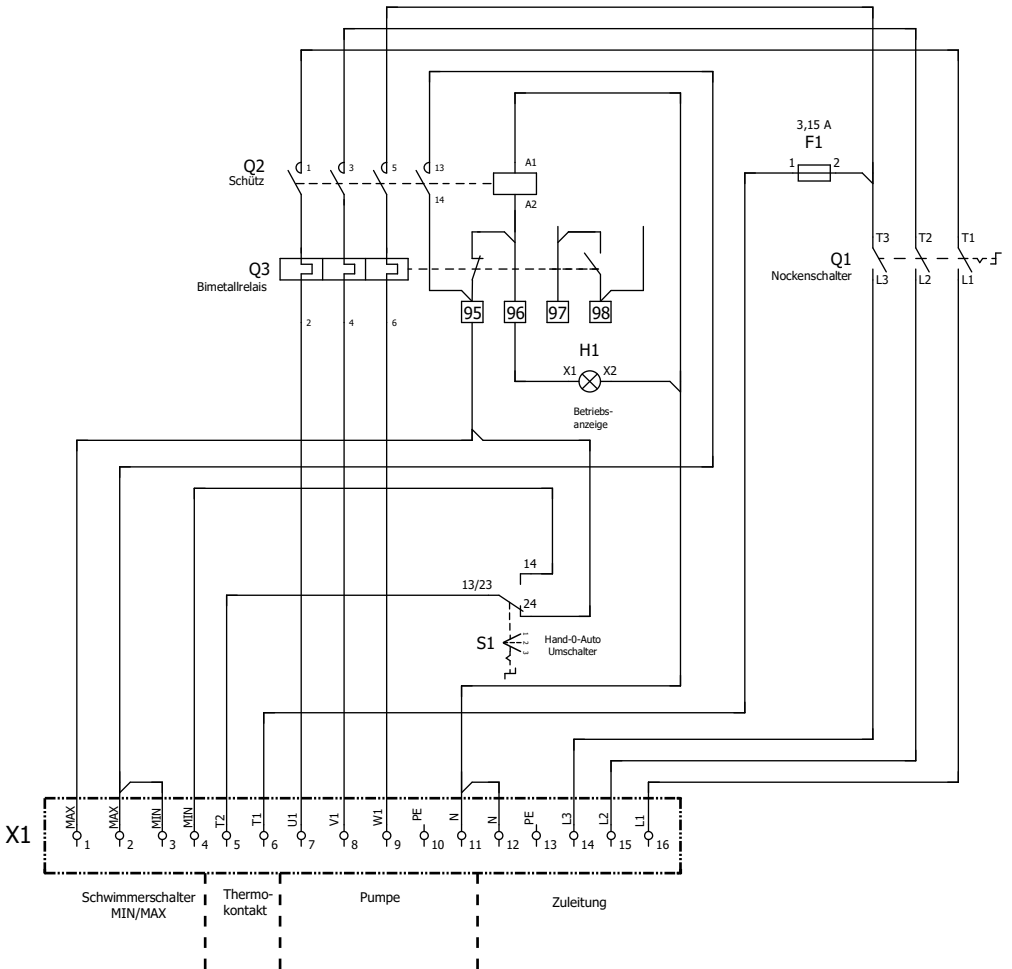 3,15 A
F1
1 2
Q2
Schütz
1 3 5 13
14
A1
A2
Q3
Bimetallrelais
2 4 6
95 96 97 98
T3 T2 T1
Q1
Nockenschalter
L3 L2 L1
H1
X1 X2
Betriebs-
anzeige
14
13/23
24
S1
1
2
3
Hand-0-Auto
Umschalter
X1
MAX MAX MIN MIN T2 T1 U1 V1 W1 PE N N PE L3 L2 L1
1 2 3 4 5 6 7 8 9 10 11 12 13 14 15 16
Schwimmerschalter
MIN/MAX
Thermo-
kontakt
Pumpe
Zuleitung